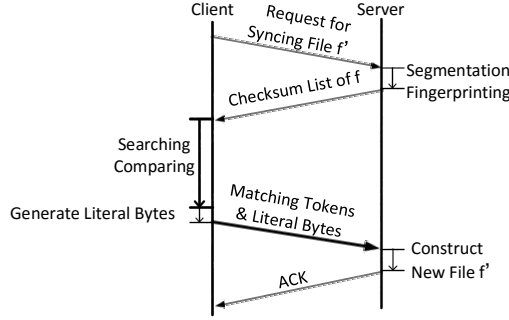 Client
Server
Request for
Syncing File f'
Segmentation
Fingerprinting
Checksum List of f
Searching
Comparing
Matching Tokens
& Literal Bytes
Generate Literal Bytes
Construct
New File f'
ACK